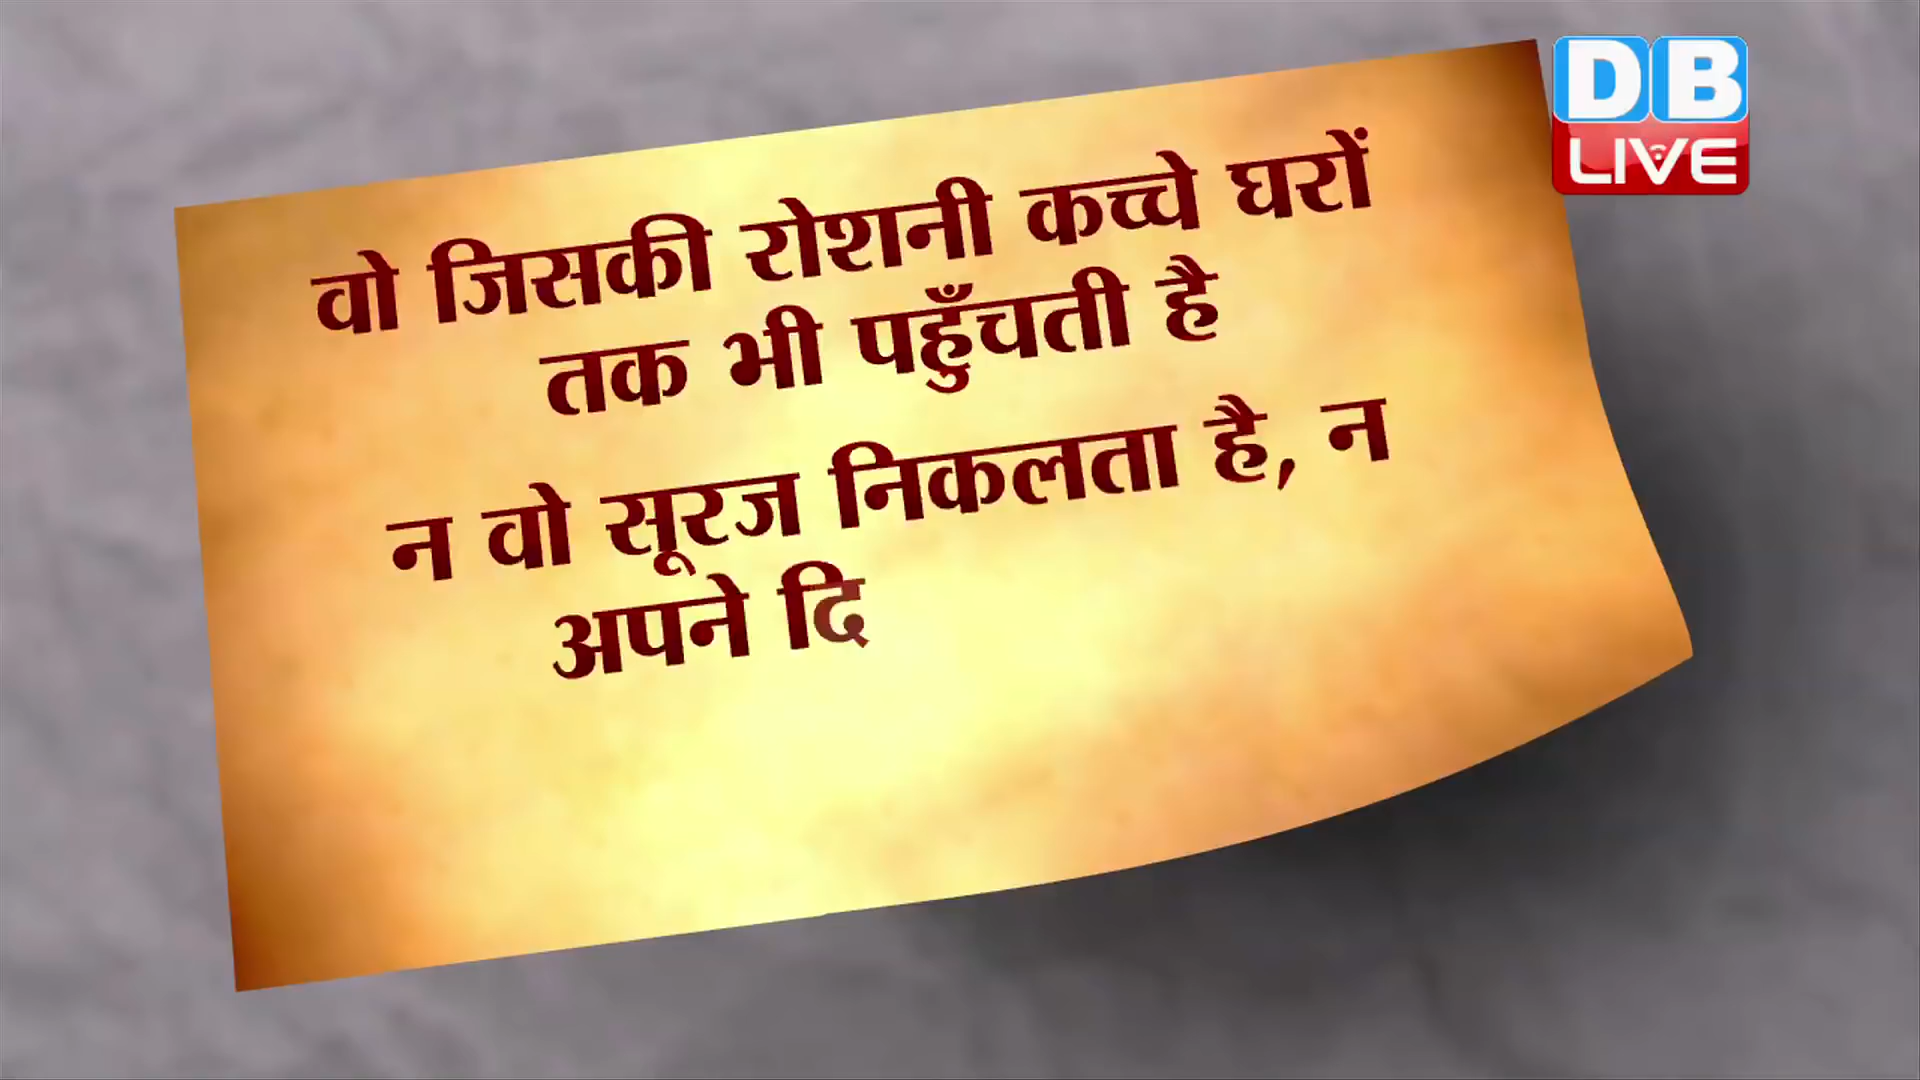 DB
LIVE
वो जिसकी रोशनी कच्चे घरों
तक भी पहुँचती है
न वो सूरज निकलता है, न
अपने दि